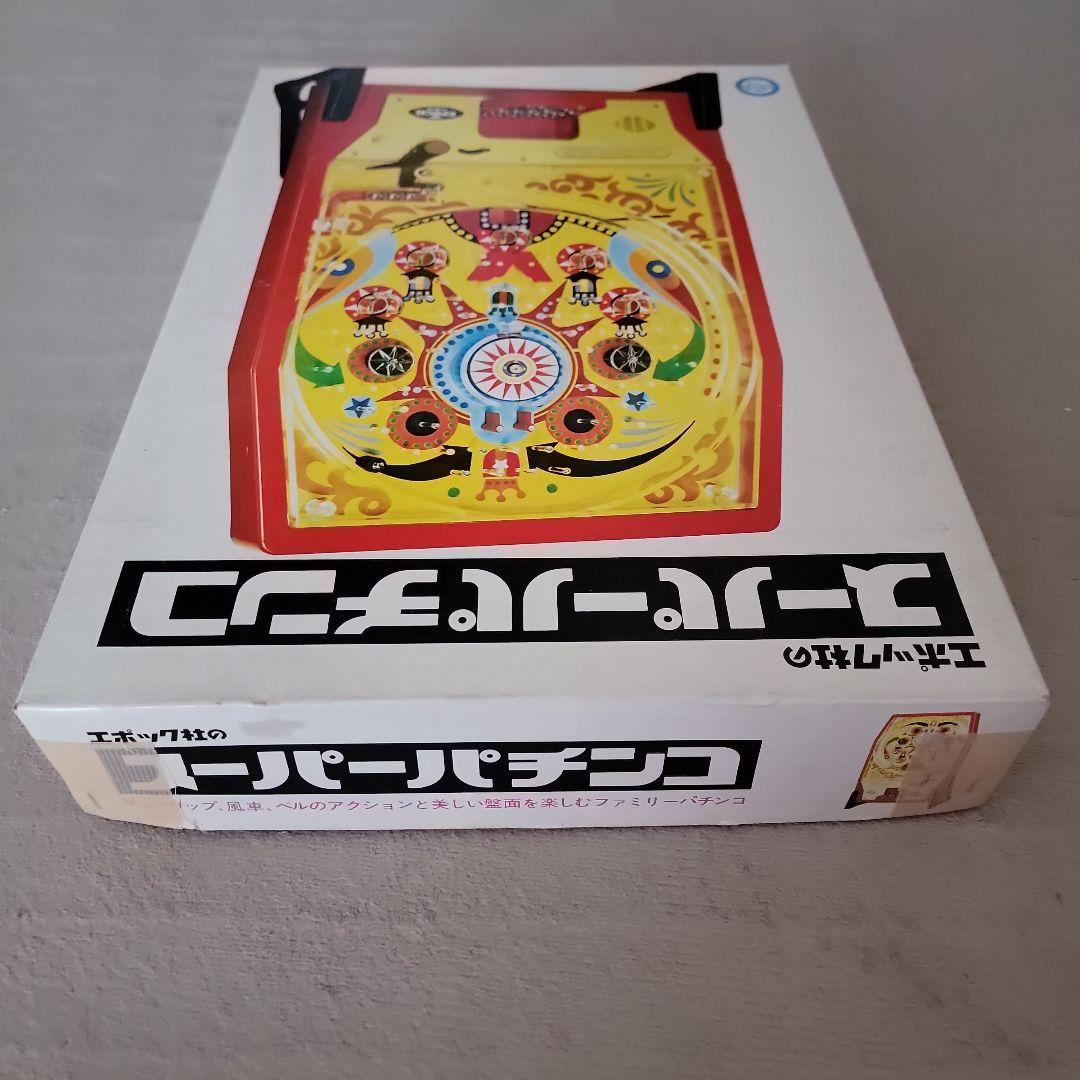 エポック社の
スーパーパチンコ
エポック社の
スーパーパチンコ
ップ、風車、ベルのアクションと美しい盤面を楽しむファミリーパチンコ